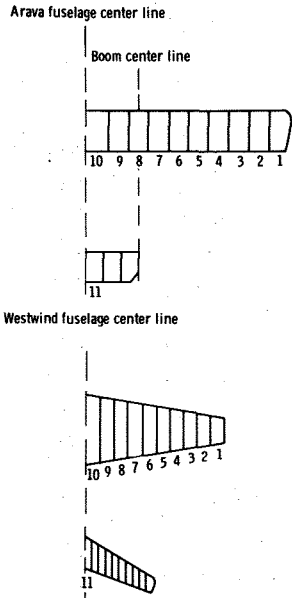 Arava fuselage center line
Boom center line
10 9 8 7 6 5 4 3 2 1
11
Westwind fuselage center line
10 9 8 7 6 5 4 3 2 1
11